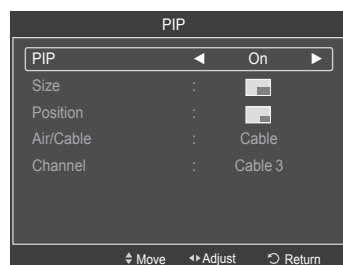 PIP
PIP ◀ On ▶
Size :
Position :
Air/Cable : Cable
Channel : Cable 3
Move Adjust Return